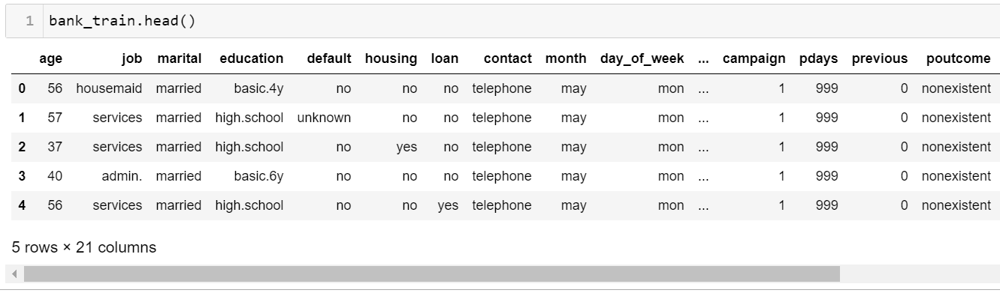 1 bank_train.head()
age job marital education default housing loan contact month day_of_week ... campaign pdays previous poutcome
0 56 housemaid married basic.4y no no no telephone may mon ... 1 999 0 nonexistent
1 57 services married high.school unknown no no telephone may mon ... 1 999 0 nonexistent
2 37 services married high.school no yes no telephone may mon ... 1 999 0 nonexistent
3 40 admin. married basic.6y no no no telephone may mon ... 1 999 0 nonexistent
4 56 services married high.school no no yes telephone may mon ... 1 999 0 nonexistent
5 rows × 21 columns